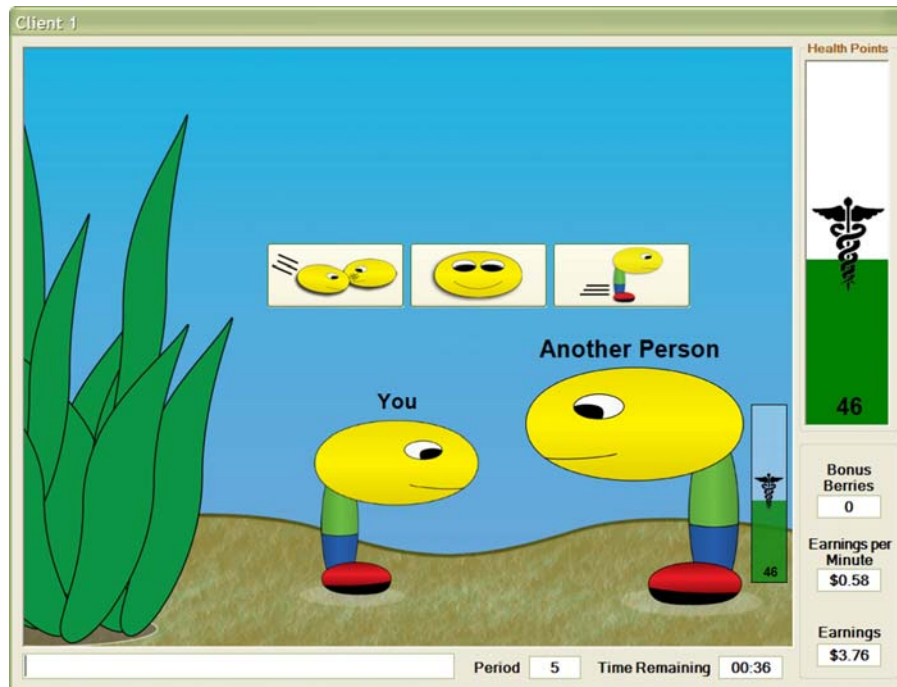 Client 1
Health Points
46
Another Person
You
46
Bonus
Berries
0
Earnings per
Minute
$0.58
Earnings
$3.76
Period 5 Time Remaining 00:36